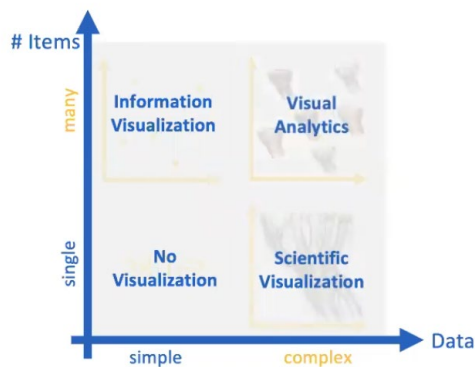 # Items
many
Information
Visualization
Visual
Analytics
single
No
Visualization
Scientific
Visualization
Data
simple
complex